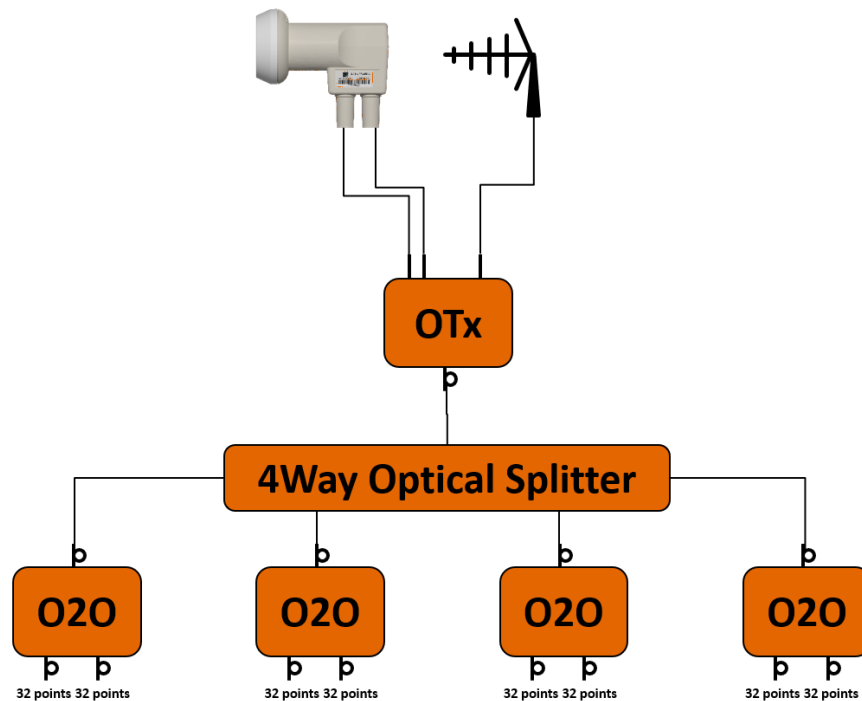 OTx
4Way Optical Splitter
O2O O2O O2O O2O
32 points 32 points 32 points 32 points 32 points 32 points 32 points 32 points